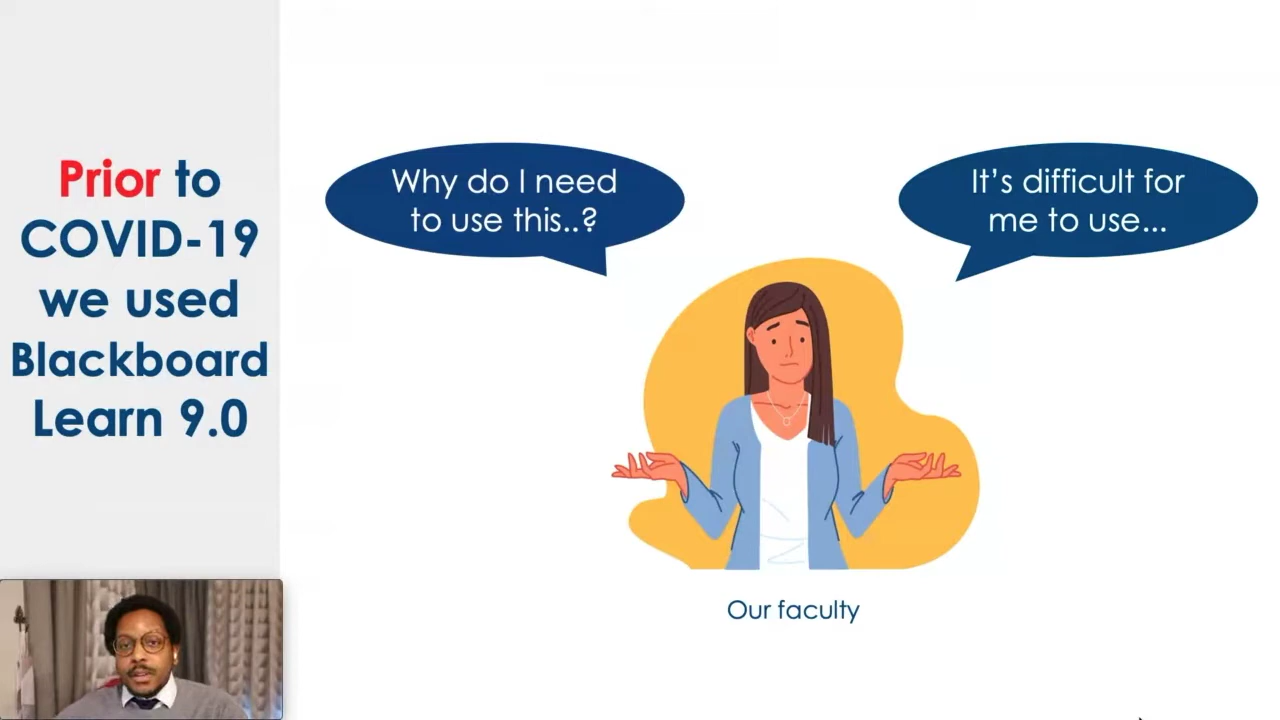 Prior to
COVID-19
we used
Blackboard
Learn 9.0
Why do I need
to use this..?
It's difficult for
me to use...
Our faculty